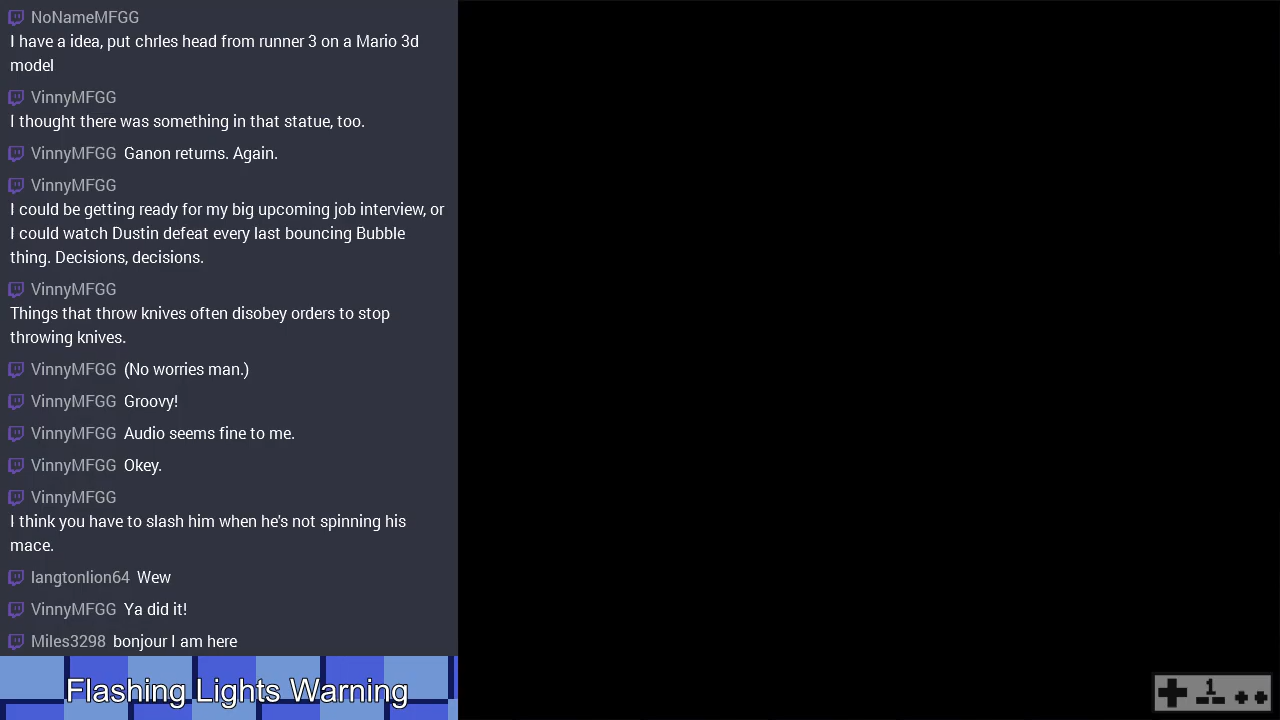 NoNameMFGG
I have a idea, put chrles head from runner 3 on a Mario 3d
model
VinnyMFGG
I thought there was something in that statue, too.
VinnyMFGG Ganon returns. Again.
VinnyMFGG
I could be getting ready for my big upcoming job interview, or
I could watch Dustin defeat every last bouncing Bubble
thing. Decisions, decisions.
VinnyMFGG
Things that throw knives often disobey orders to stop
throwing knives.
VinnyMFGG (No worries man.)
VinnyMFGG Groovy!
VinnyMFGG Audio seems fine to me.
VinnyMFGG Okey.
VinnyMFGG
I think you have to slash him when he's not spinning his
mace.
langtonlion64 Wew
VinnyMFGG Ya did it!
Miles3298 bonjour I am here
Flashing Lights Warning
1